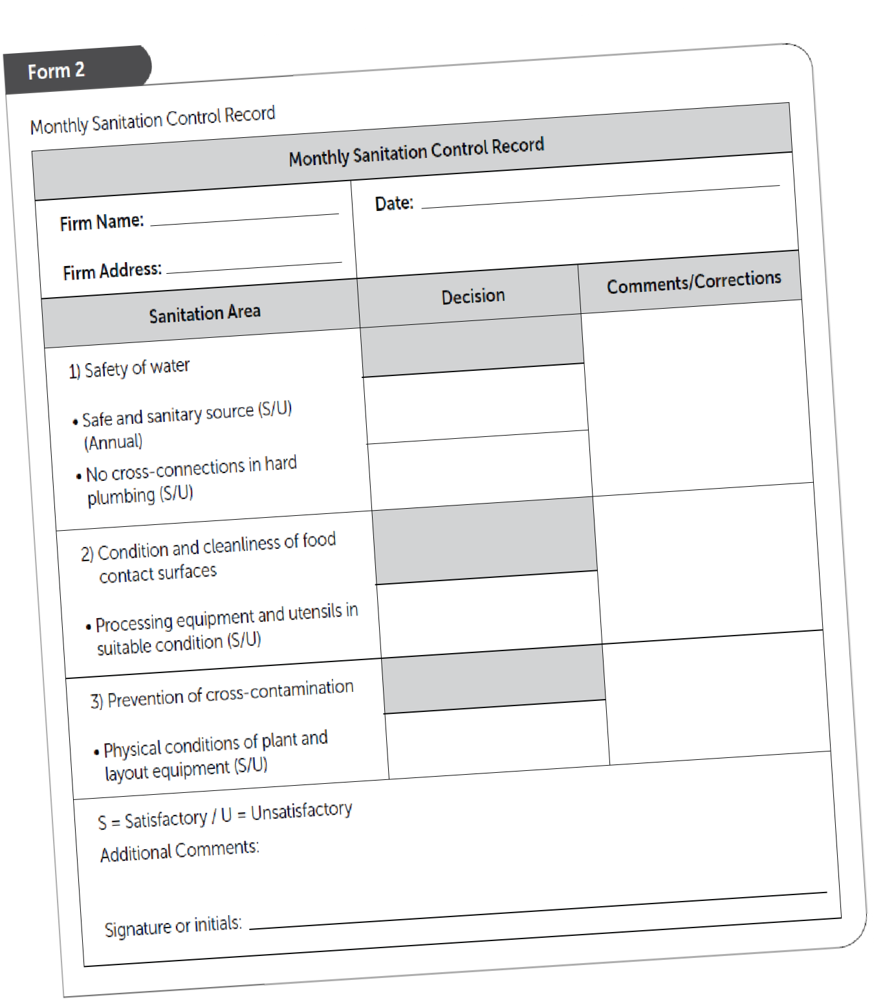 Form 2
Monthly Sanitation Control Record
Monthly Sanitation Control Record
Firm Name:
Date:
Firm Address:
Sanitation Area
Decision
Comments/Corrections
1) Safety of water
• Safe and sanitary source (S/U)
(Annual)
• No cross-connections in hard
plumbing (S/U)
2) Condition and cleanliness of food
contact surfaces
• Processing equipment and utensils in
suitable condition (S/U)
3) Prevention of cross-contamination
• Physical conditions of plant and
layout equipment (S/U)
S = Satisfactory / U = Unsatisfactory
Additional Comments:
Signature or initials: